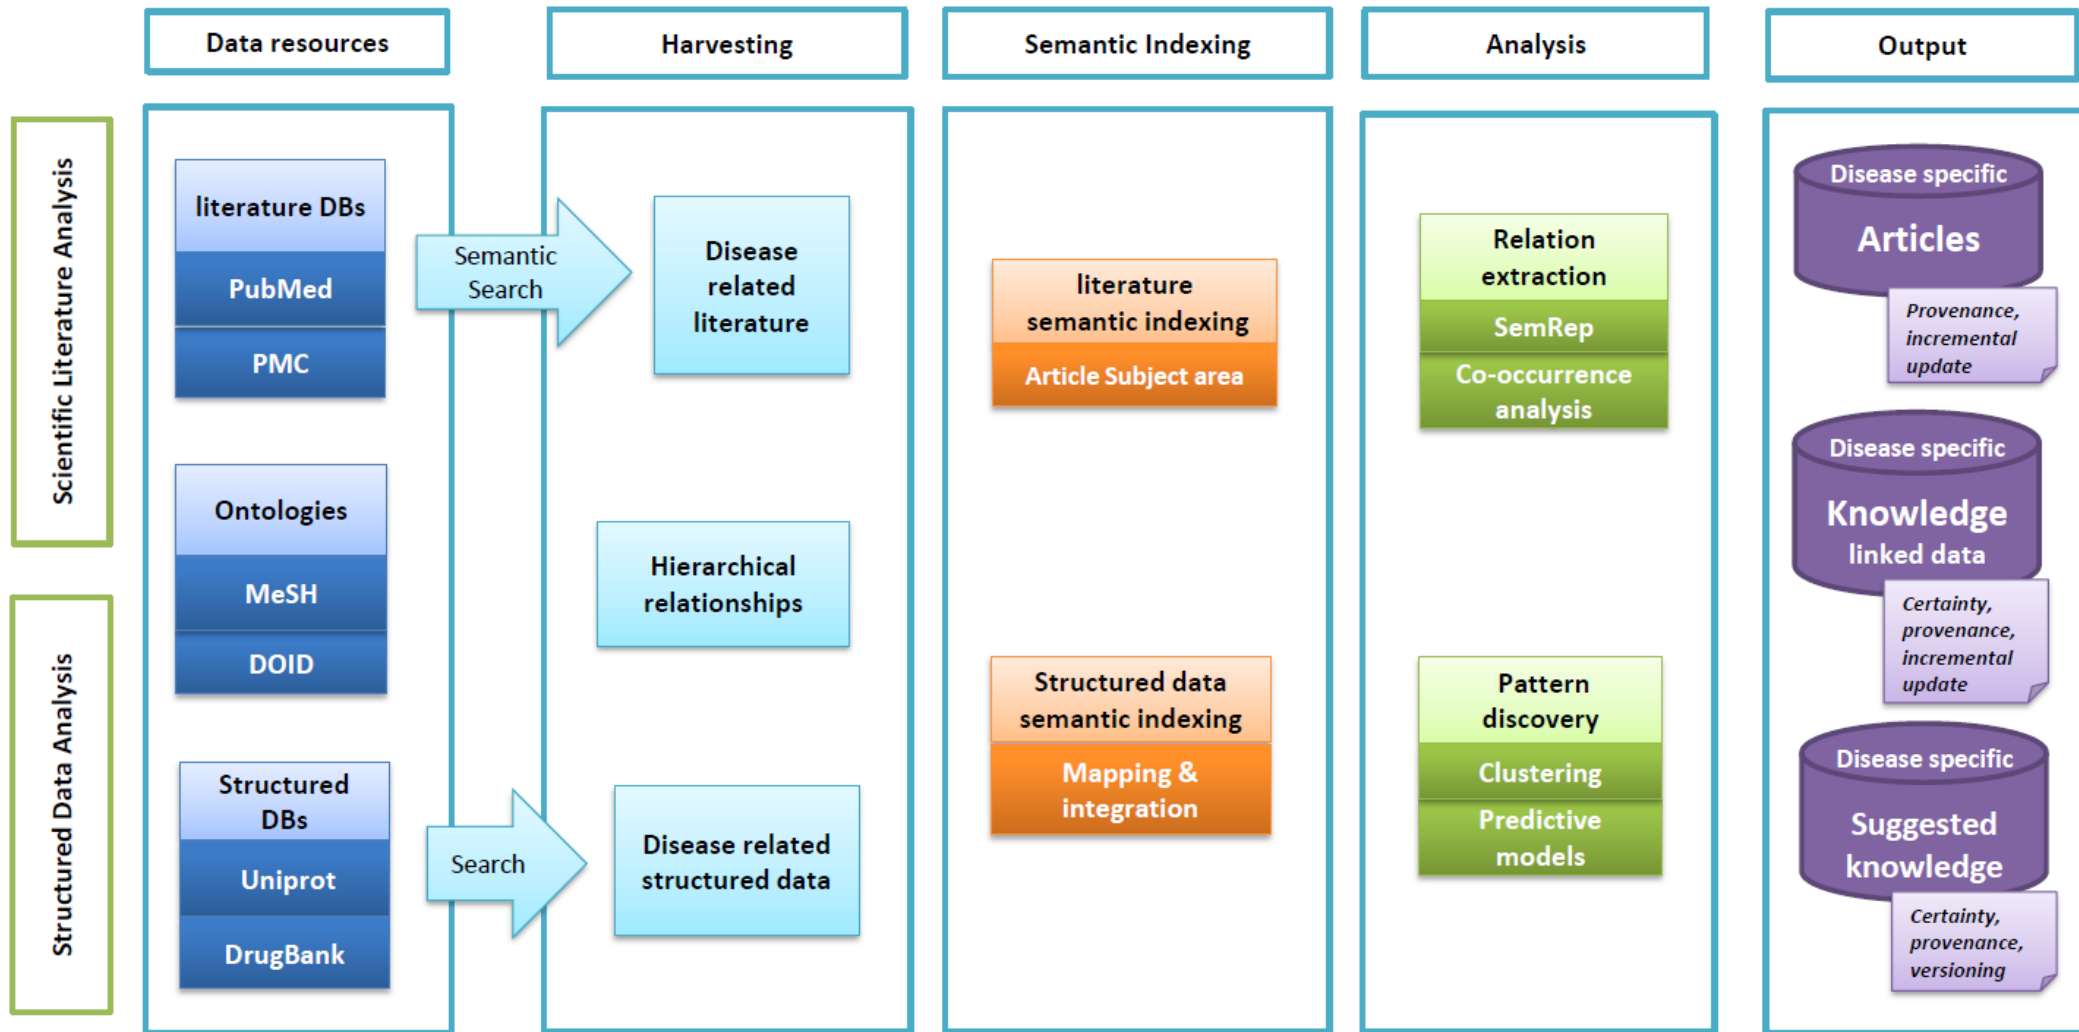 Data resources
Harvesting
Semantic Indexing
Analysis
Output
Scientific Literature Analysis
Structured Data Analysis
literature DBs
PubMed
PMC
Ontologies
MeSH
DOID
Structured
DBs
Uniprot
DrugBank
Semantic
Search
Search
Disease
related
literature
Hierarchical
relationships
Disease related
structured data
literature
semantic indexing
Article Subject area
Structured data
semantic indexing
Mapping &
integration
Relation
extraction
SemRep
Co-occurrence
analysis
Pattern
discovery
Clustering
Predictive
models
Disease specific
Articles
Provenance,
incremental
update
Disease specific
Knowledge
linked data
Certainty,
provenance,
incremental
update
Disease specific
Suggested
knowledge
Certainty,
provenance,
versioning